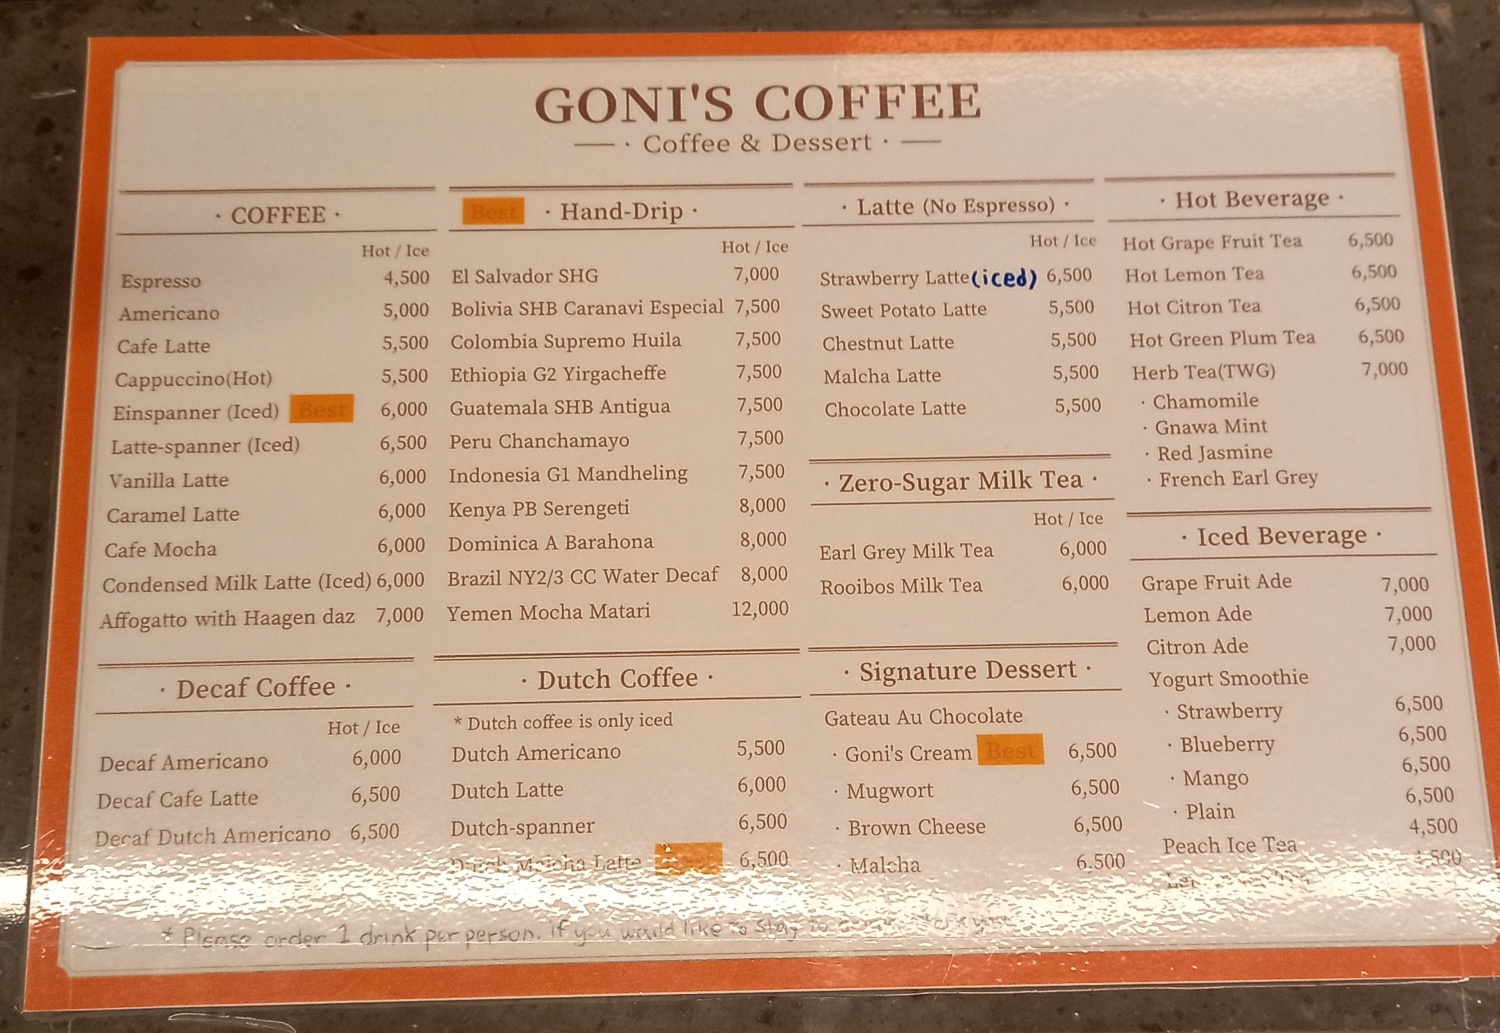 GONI'S COFFEE
· Coffee & Dessert ·
· COFFEE ·
Hot / Ice
Espresso 4,500
Americano 5,000
Cafe Latte 5,500
Cappuccino(Hot) 5,500
Einspanner (Iced) Best 6,000
Latte-spanner (Iced) 6,500
Vanilla Latte 6,000
Caramel Latte 6,000
Cafe Mocha 6,000
Condensed Milk Latte (Iced) 6,000
Affogatto with Haagen daz 7,000
· Decaf Coffee ·
Hot / Ice
Decaf Americano 6,000
Decaf Cafe Latte 6,500
Decaf Dutch Americano 6,500
Best · Hand-Drip ·
Hot / Ice
El Salvador SHG 7,000
Bolivia SHB Caranavi Especial 7,500
Colombia Supremo Huila 7,500
Ethiopia G2 Yirgacheffe 7,500
Guatemala SHB Antigua 7,500
Peru Chanchamayo 7,500
Indonesia G1 Mandheling 7,500
Kenya PB Serengeti 8,000
Dominica A Barahona 8,000
Brazil NY2/3 CC Water Decaf 8,000
Yemen Mocha Matari 12,000
· Dutch Coffee ·
* Dutch coffee is only iced
Dutch Americano 5,500
Dutch Latte 6,000
Dutch-spanner 6,500
Dutch Malcha Latte 6,500
· Latte (No Espresso) ·
Hot / Ice
Strawberry Latte(iced) 6,500
Sweet Potato Latte 5,500
Chestnut Latte 5,500
Malcha Latte 5,500
Chocolate Latte 5,500
· Zero-Sugar Milk Tea ·
Hot / Ice
Earl Grey Milk Tea 6,000
Rooibos Milk Tea 6,000
· Signature Dessert ·
Gateau Au Chocolate
· Goni's Cream Best 6,500
· Mugwort 6,500
· Brown Cheese 6,500
· Malcha 6.500
· Hot Beverage ·
Hot Grape Fruit Tea 6,500
Hot Lemon Tea 6,500
Hot Citron Tea 6,500
Hot Green Plum Tea 6,500
Herb Tea(TWG) 7,000
· Chamomile
· Gnawa Mint
· Red Jasmine
· French Earl Grey
· Iced Beverage ·
Grape Fruit Ade 7,000
Lemon Ade 7,000
Citron Ade 7,000
Yogurt Smoothie
· Strawberry 6,500
· Blueberry 6,500
· Mango 6,500
· Plain 6,500
Peach Ice Tea 4,500
* Please order 1 drink per person. If you would like to stay